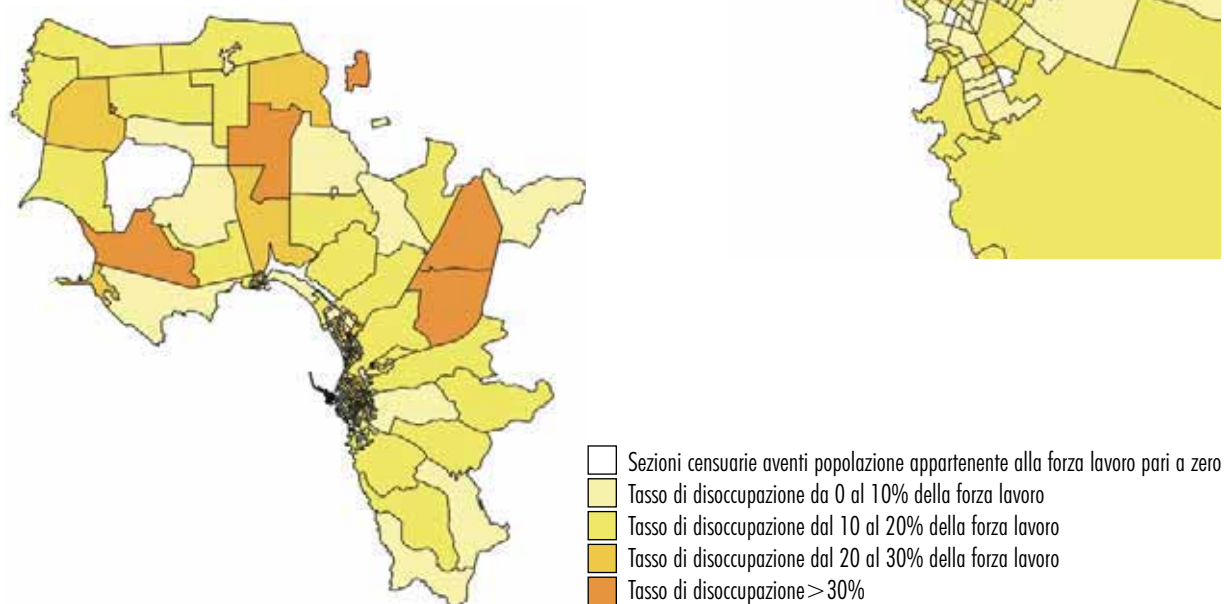 Sezioni censuarie aventi popolazione appartenente alla forza lavoro pari a zero
Tasso di disoccupazione da 0 al 10% della forza lavoro
Tasso di disoccupazione dal 10 al 20% della forza lavoro
Tasso di disoccupazione dal 20 al 30% della forza lavoro
Tasso di disoccupazione>30%